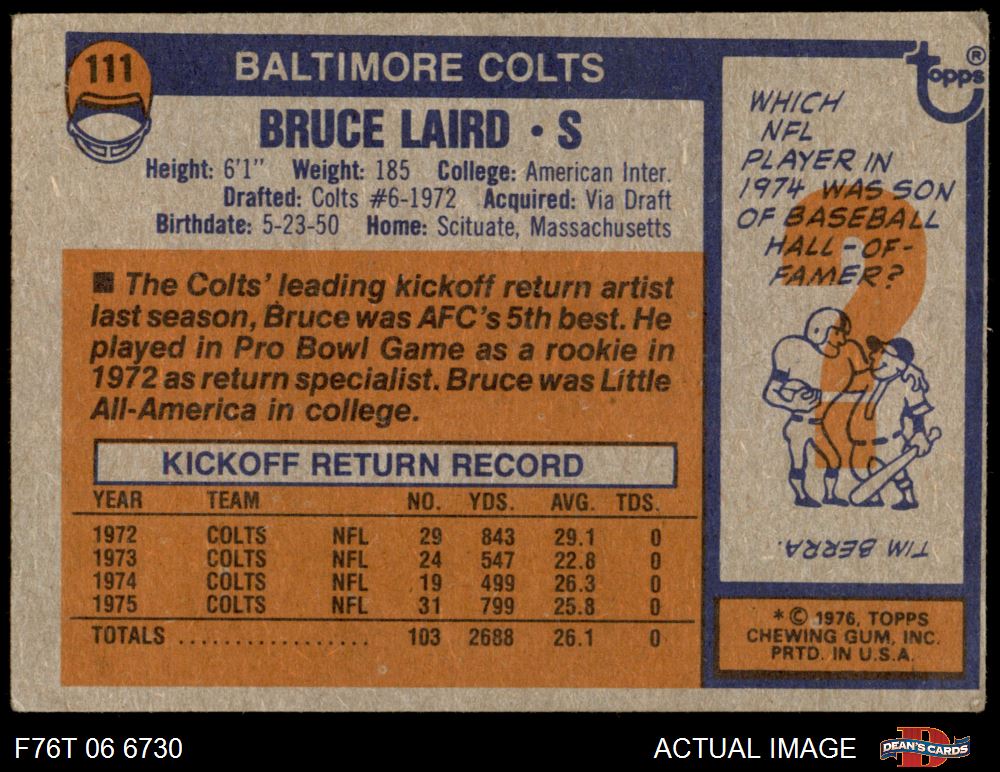 111
BALTIMORE COLTS
BRUCE LAIRD · S
Height: 6'1" Weight: 185 College: American Inter.
Drafted: Colts #6-1972 Acquired: Via Draft
Birthdate: 5-23-50 Home: Scituate, Massachusetts
■ The Colts' leading kickoff return artist
last season, Bruce was AFC's 5th best. He
played in Pro Bowl Game as a rookie in
1972 as return specialist. Bruce was Little
All-America in college.
KICKOFF RETURN RECORD
YEAR TEAM NO. YDS. AVG. TDS.
1972 COLTS NFL 29 843 29.1 0
1973 COLTS NFL 24 547 22.8 0
1974 COLTS NFL 19 499 26.3 0
1975 COLTS NFL 31 799 25.8 0
TOTALS .................. 103 2688 26.1 0
topps ®
WHICH
NFL
PLAYER IN
1974 WAS SON
OF BASEBALL
HALL-OF-
FAMER?
TIM BERRA.
* © 1976, TOPPS
CHEWING GUM, INC.
PRTD. IN U.S.A.
F76T 06 6730
ACTUAL IMAGE
DEAN'S CARDS